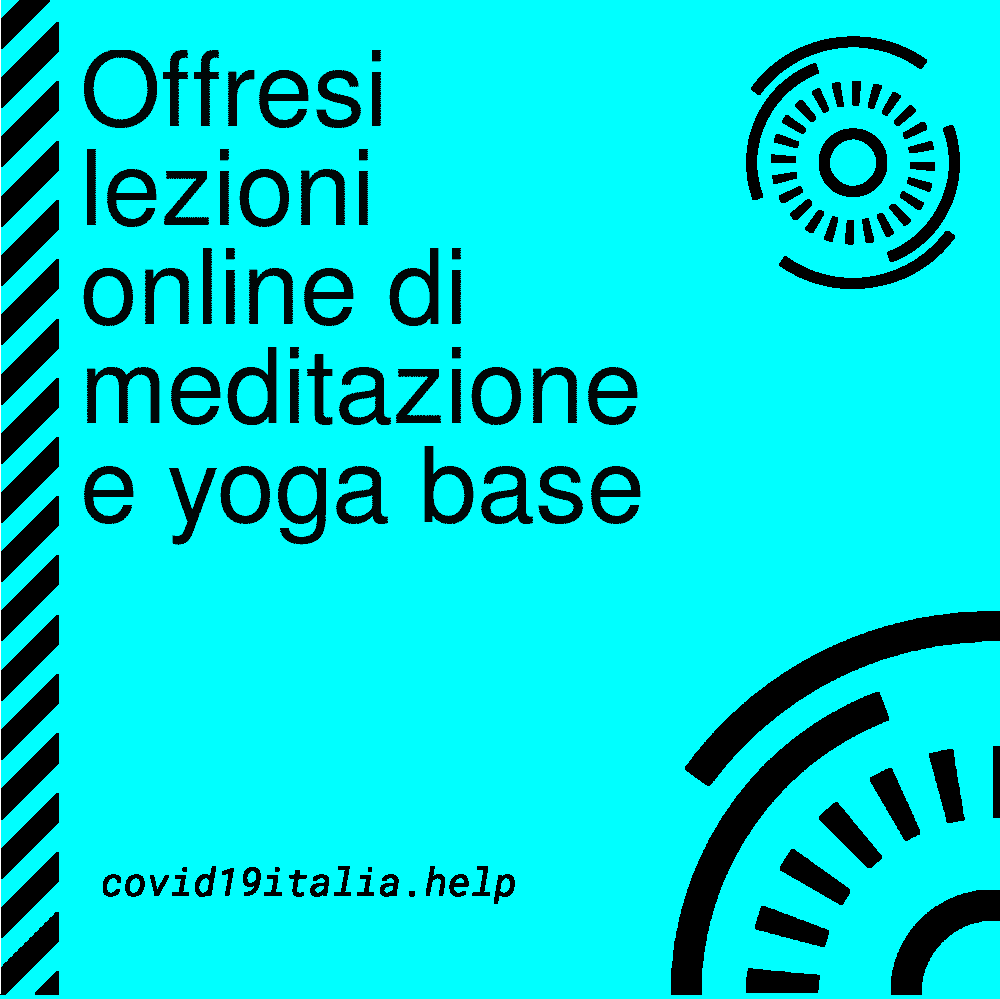 Offresi
lezioni
online di
meditazione
e yoga base
covid19italia.help